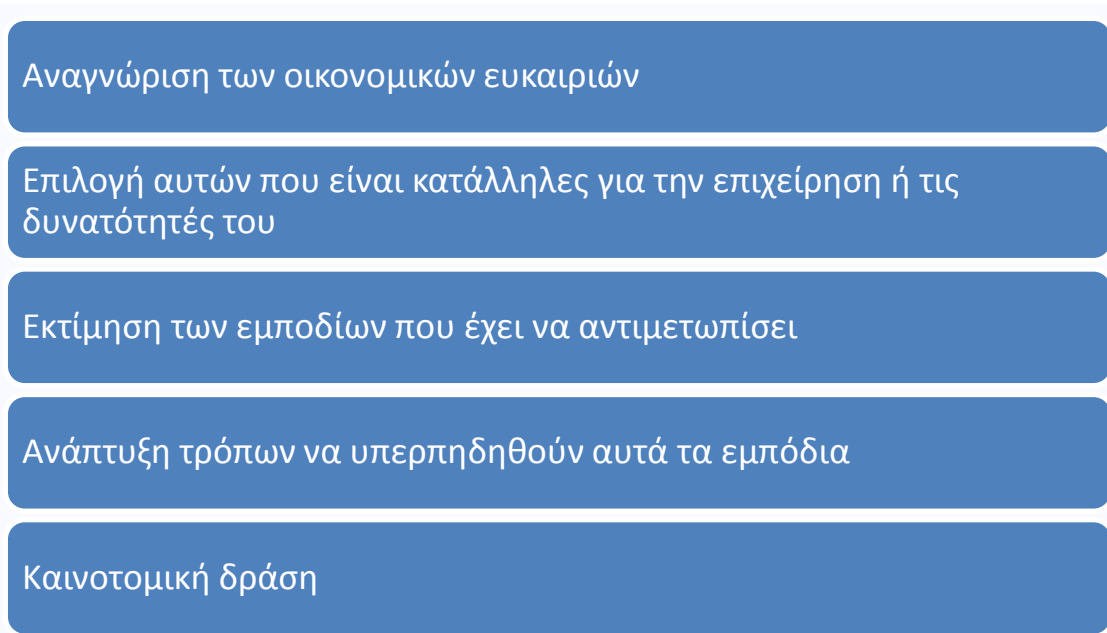 Αναγνώριση των οικονομικών ευκαιριών
Επιλογή αυτών που είναι κατάλληλες για την επιχείρηση ή τις
δυνατότητές του
Εκτίμηση των εμποδίων που έχει να αντιμετωπίσει
Ανάπτυξη τρόπων να υπερπηδηθούν αυτά τα εμπόδια
Καινοτομική δράση